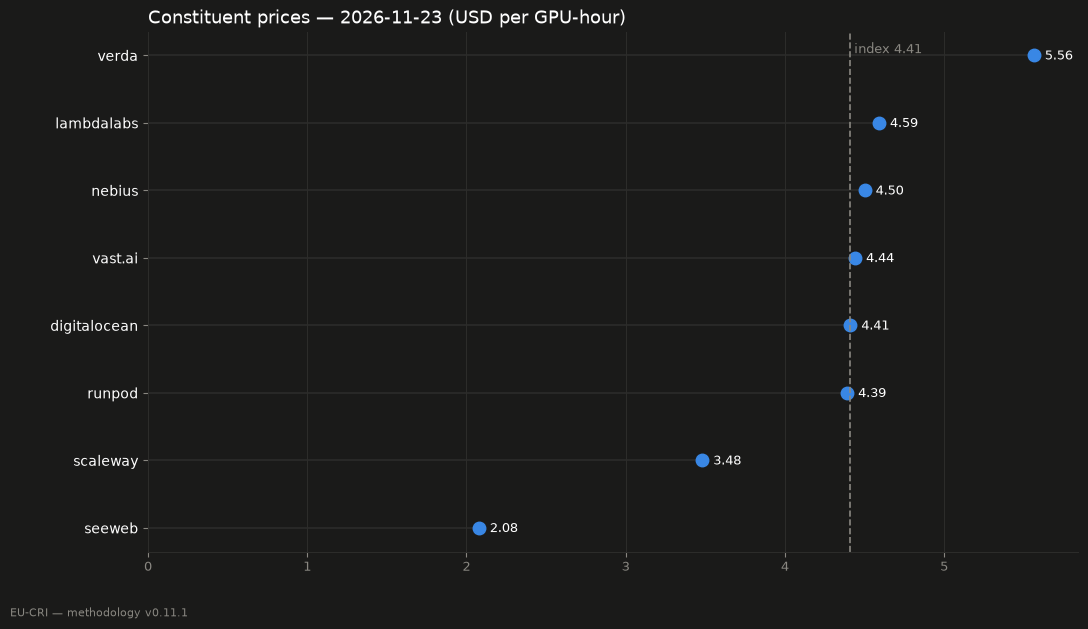 Constituent prices — 2026-11-23 (USD per GPU-hour)
index 4.41
verda 5.56
lambdalabs 4.59
nebius 4.50
vast.ai 4.44
digitalocean 4.41
runpod 4.39
scaleway 3.48
seeweb 2.08
0 1 2 3 4 5
EU-CRI — methodology v0.11.1